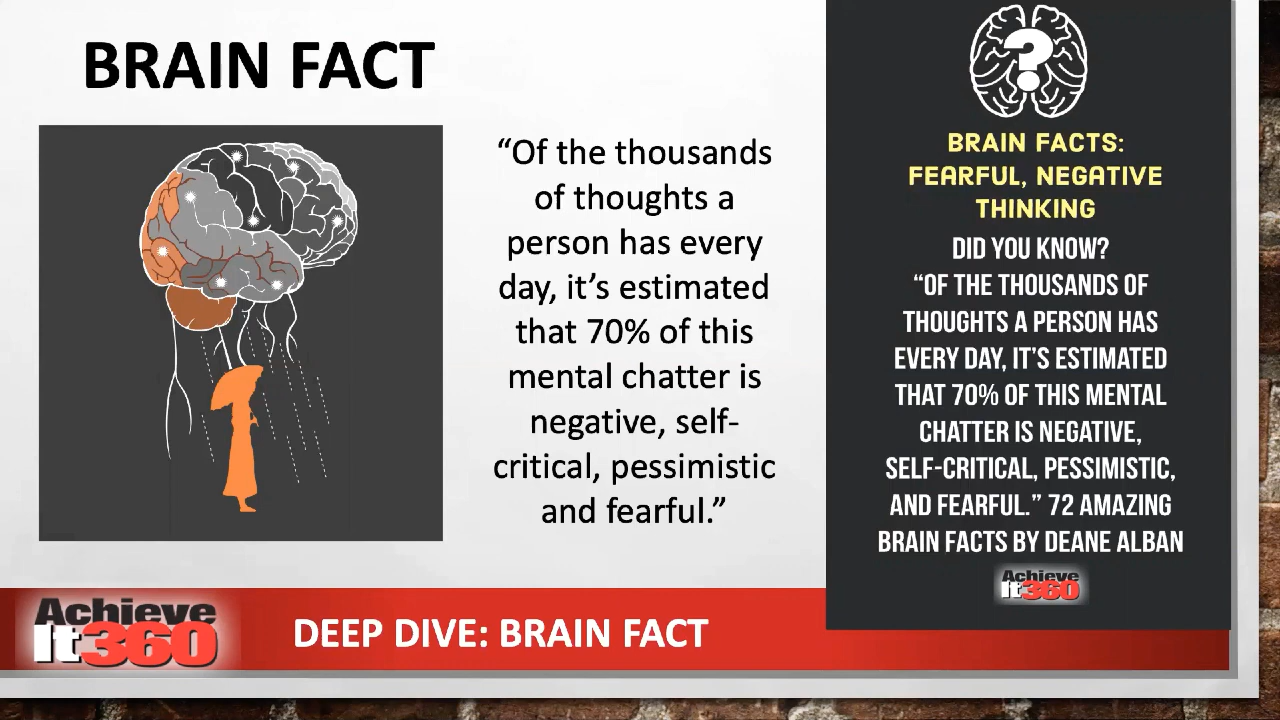 BRAIN FACT
“Of the thousands
of thoughts a
person has every
day, it’s estimated
that 70% of this
mental chatter is
negative, self-
critical, pessimistic
and fearful.”
?
BRAIN FACTS:
FEARFUL, NEGATIVE
THINKING
DID YOU KNOW?
“OF THE THOUSANDS OF
THOUGHTS A PERSON HAS
EVERY DAY, IT’S ESTIMATED
THAT 70% OF THIS MENTAL
CHATTER IS NEGATIVE,
SELF-CRITICAL, PESSIMISTIC,
AND FEARFUL.” 72 AMAZING
BRAIN FACTS BY DEANE ALBAN
Achieve
It360
Achieve
It360
DEEP DIVE: BRAIN FACT